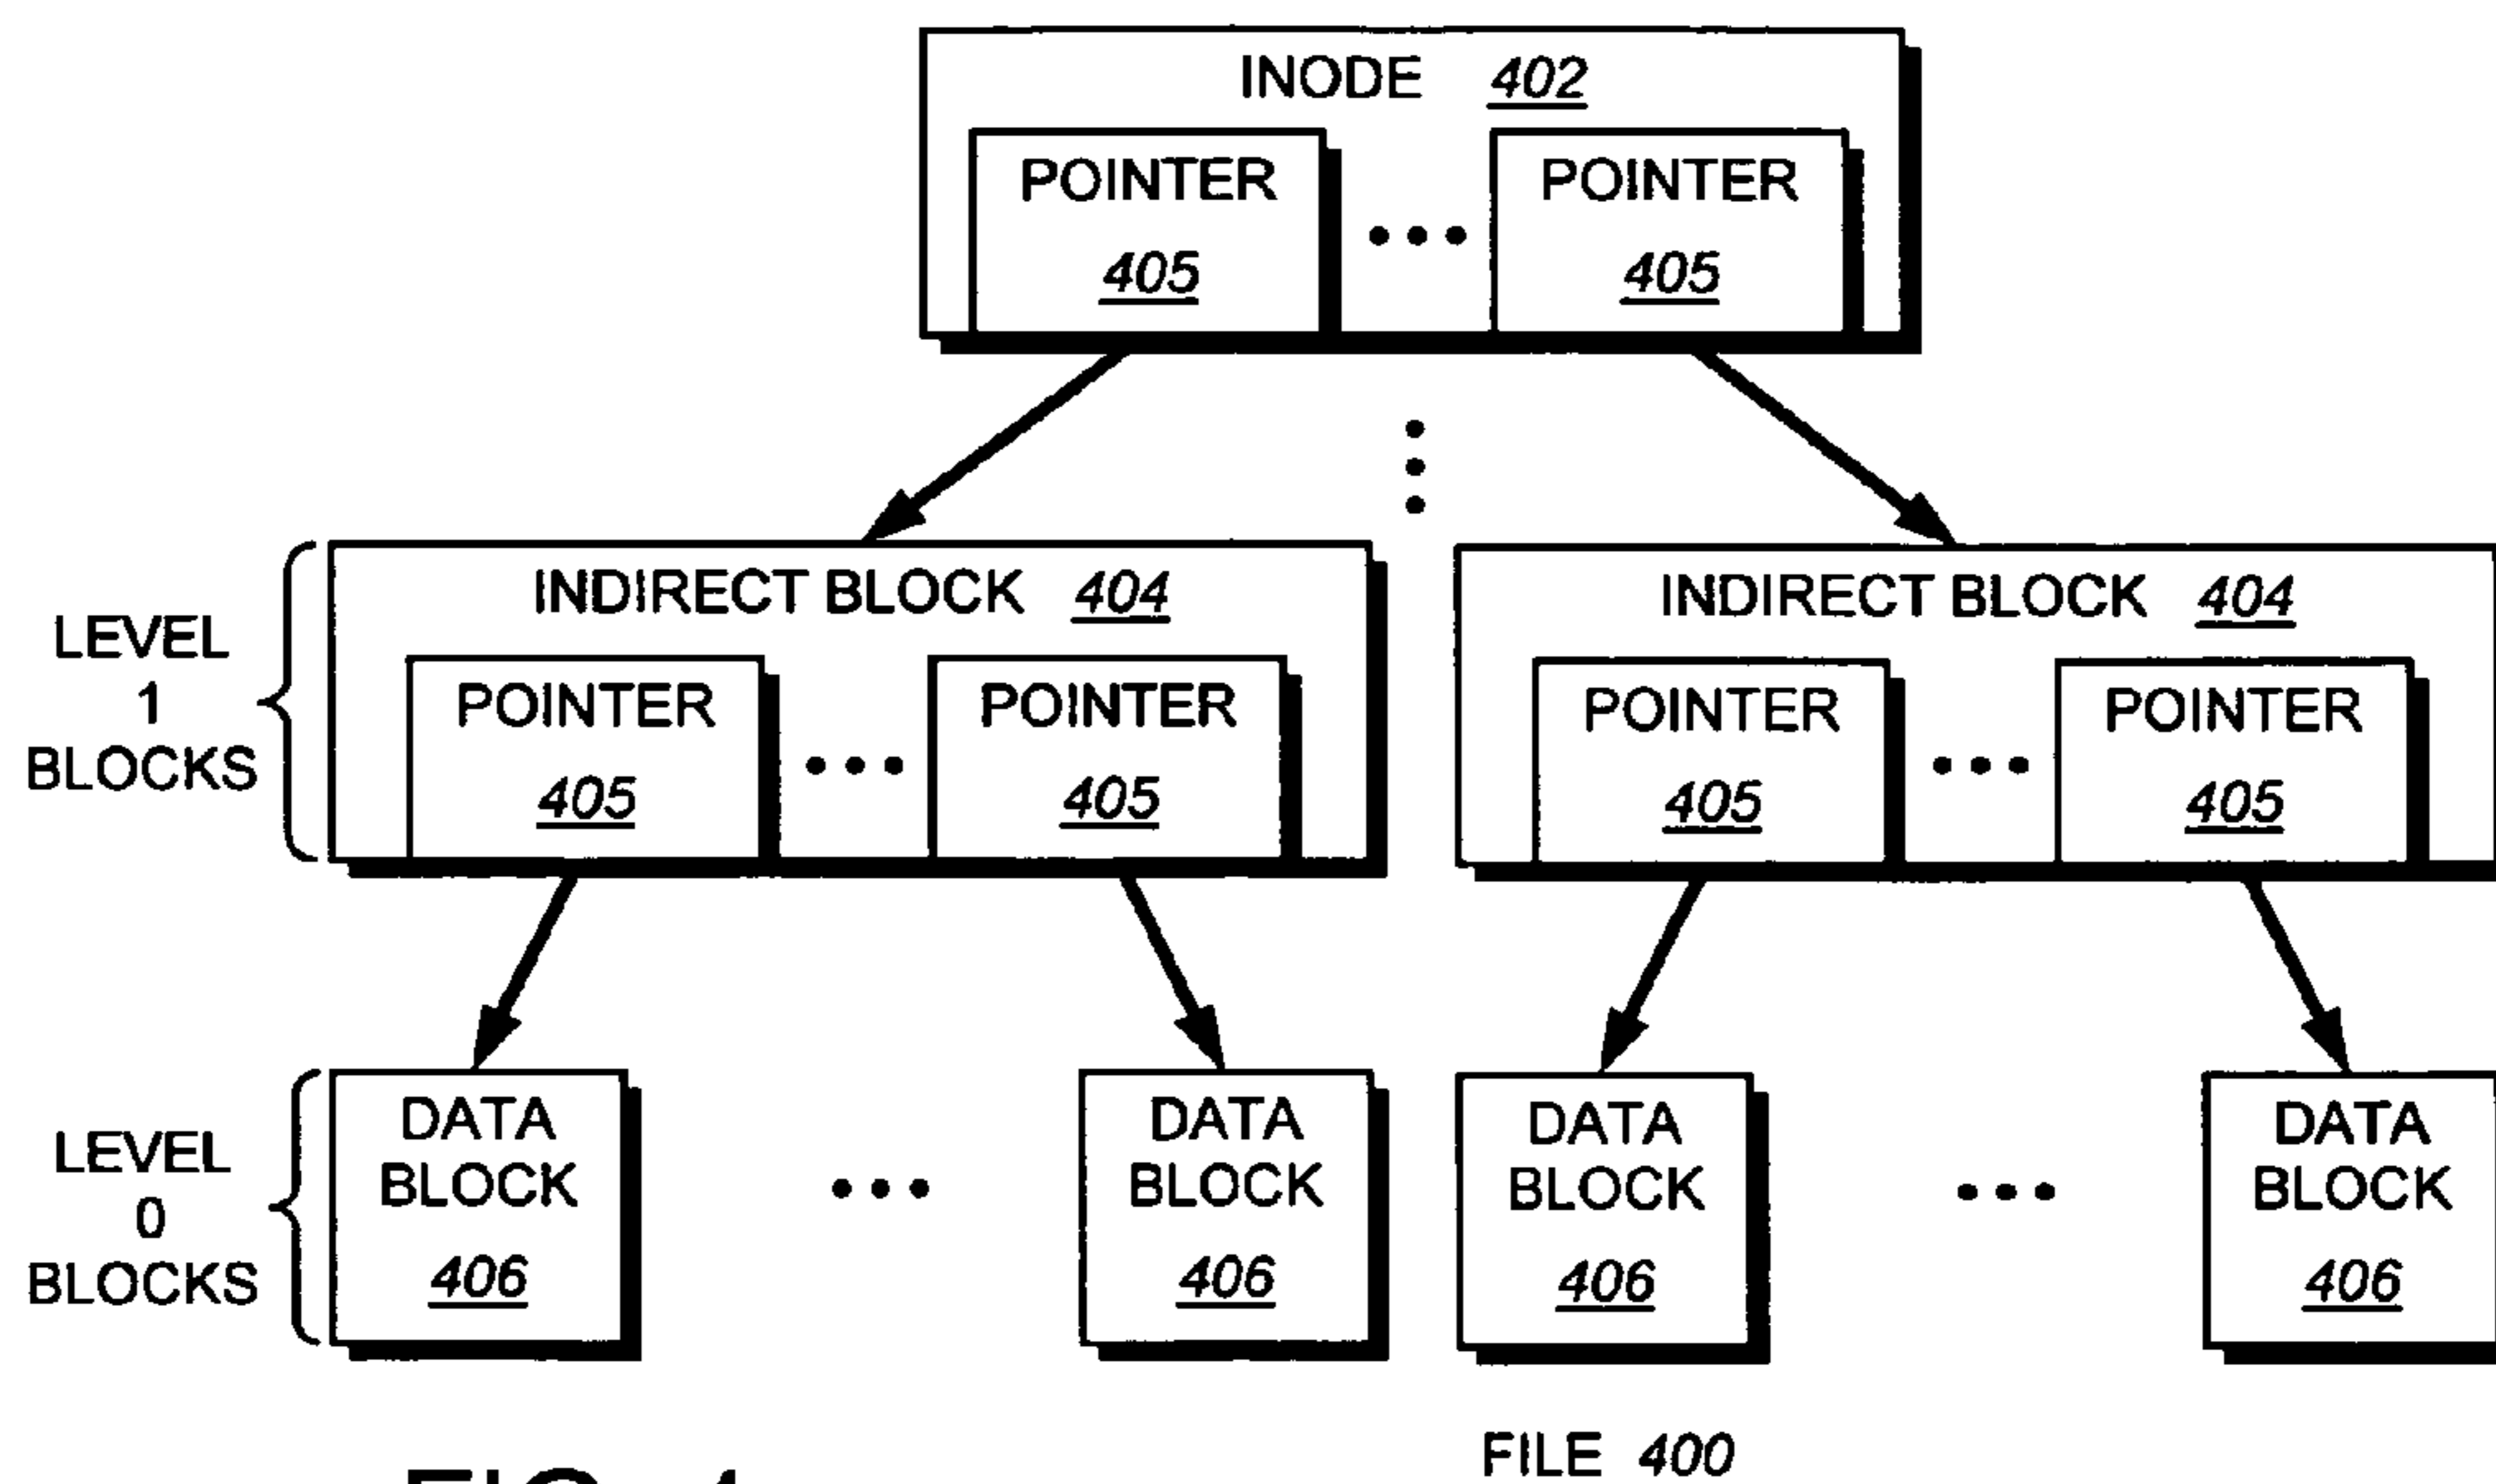 INODE 402
POINTER POINTER
405 405
INDIRECT BLOCK 404 INDIRECT BLOCK 404
LEVEL
1
BLOCKS
POINTER POINTER POINTER POINTER
405 405 405 405
LEVEL
0
BLOCKS
DATA
BLOCK
406
DATA
BLOCK
406
DATA
BLOCK
406
DATA
BLOCK
406
FILE 400